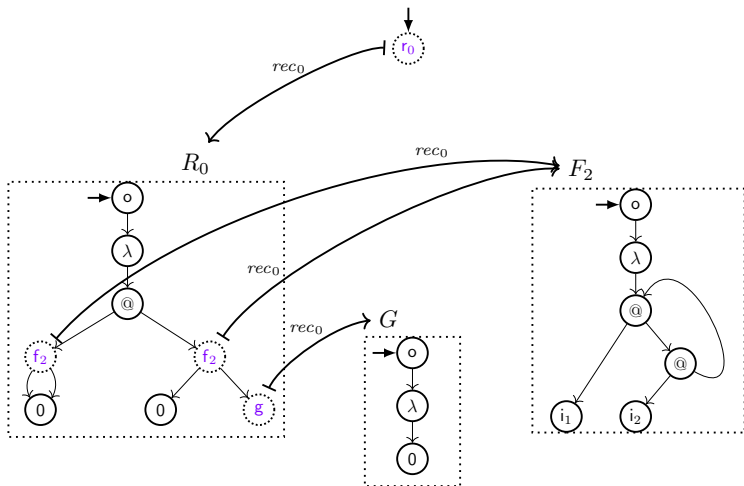 r₀
rec₀
R₀
rec₀
F₂
o
o
λ
λ
rec₀
@
rec₀
G
@
o
f₂
f₂
@
λ
0
0
g
i₁
i₂
0